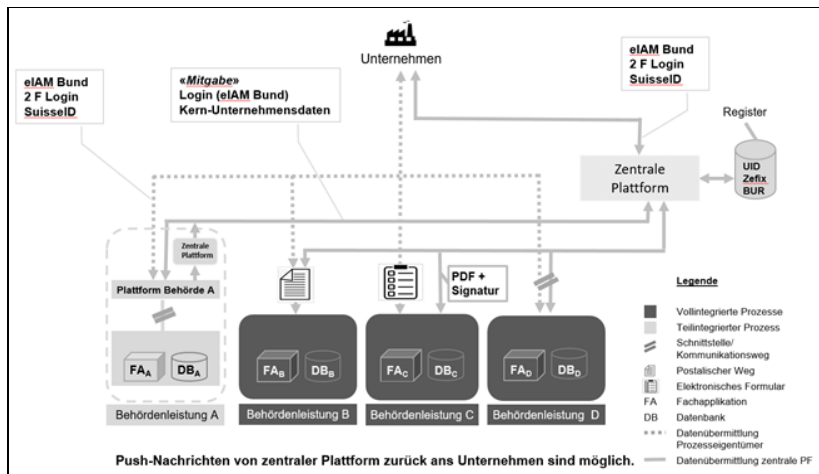 Unternehmen
eIAM Bund
2 F Login
SuisseID
«Mitgabe»
Login (eIAM Bund)
Kern-Unternehmensdaten
eIAM Bund
2 F Login
SuisseID
Register
Zentrale
Plattform
UID
Zefix
BUR
Zentrale
Plattform
Plattform Behörde A
PDF +
Signatur
FAA
DBA
FAB
DBB
FAC
DBC
FAD
DBD
Behördenleistung A
Behördenleistung B
Behördenleistung C
Behördenleistung D
Legende
Vollintegrierte Prozesse
Teilintegrierter Prozess
Schnittstelle/
Kommunikationsweg
Postalischer Weg
Elektronisches Formular
FA Fachapplikation
DB Datenbank
Datenübermittlung
Prozesseigentümer
Datenübermittlung zentrale PF
Push-Nachrichten von zentraler Plattform zurück ans Unternehmen sind möglich.